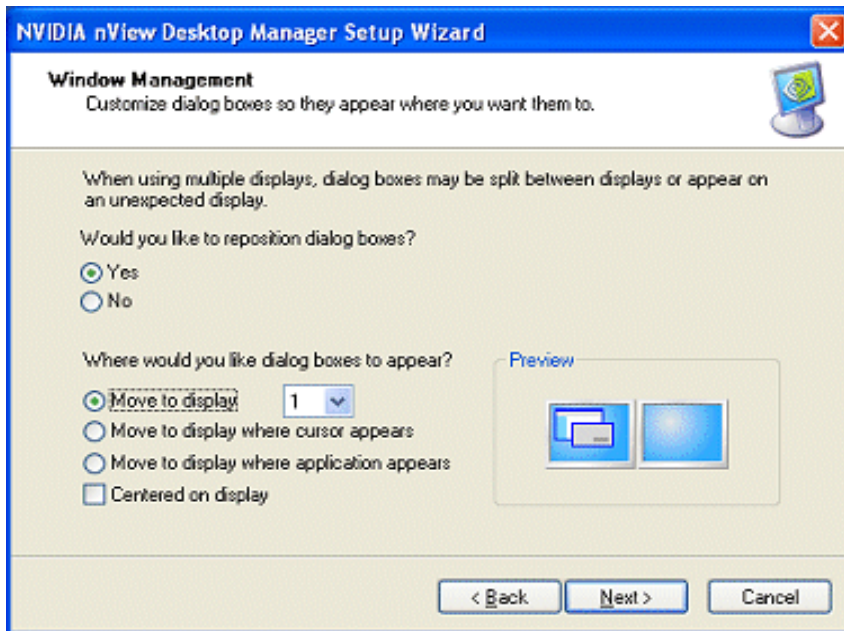 NVIDIA nView Desktop Manager Setup Wizard
Window Management
Customize dialog boxes so they appear where you want them to.
When using multiple displays, dialog boxes may be split between displays or appear on
an unexpected display.
Would you like to reposition dialog boxes?
Yes
No
Where would you like dialog boxes to appear?
Preview
Move to display 1
Move to display where cursor appears
Move to display where application appears
Centered on display
< Back Next > Cancel